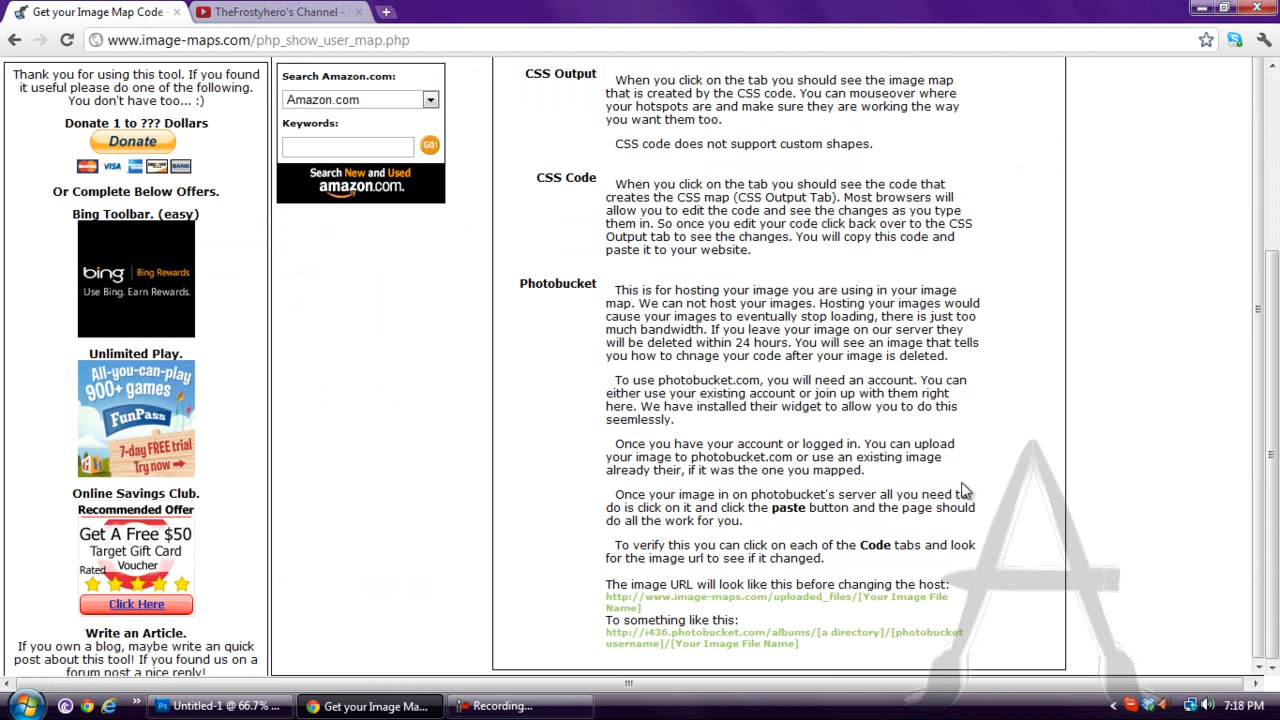 Get your Image Map Code -
TheFrostyhero's Channel -
www.image-maps.com/php_show_user_map.php
Thank you for using this tool. If you found
it useful please do one of the following.
You don't have too... :)
Donate 1 to ??? Dollars
Donate
VISA
BANK
Or Complete Below Offers.
Bing Toolbar. (easy)
bing Bing Rewards
Use Bing. Earn Rewards.
Unlimited Play.
All-you-can-play
900+ games
FunPass
7-day FREE trial
Try now
Online Savings Club.
Recommended Offer
Get A Free $50
Target Gift Card
Voucher
Rated
Click Here
Write an Article.
If you own a blog, maybe write an quick
post about this tool! If you found us on a
forum post a nice reply!
Search Amazon.com:
Amazon.com
Keywords:
GO!
Search New and Used
amazon.com.
CSS Output
When you click on the tab you should see the image map
that is created by the CSS code. You can mouseover where
your hotspots are and make sure they are working the way
you want them too.
CSS code does not support custom shapes.
CSS Code
When you click on the tab you should see the code that
creates the CSS map (CSS Output Tab). Most browsers will
allow you to edit the code and see the changes as you type
them in. So once you edit your code click back over to the CSS
Output tab to see the changes. You will copy this code and
paste it to your website.
Photobucket
This is for hosting your image you are using in your image
map. We can not host your images. Hosting your images would
cause your images to eventually stop loading, there is just too
much bandwidth. If you leave your image on our server they
will be deleted within 24 hours. You will see an image that tells
you how to chnage your code after your image is deleted.
To use photobucket.com, you will need an account. You can
either use your existing account or join up with them right
here. We have installed their widget to allow you to do this
seemlessly.
Once you have your account or logged in. You can upload
your image to photobucket.com or use an existing image
already their, if it was the one you mapped.
Once your image in on photobucket's server all you need to
do is click on it and click the paste button and the page should
do all the work for you.
To verify this you can click on each of the Code tabs and look
for the image url to see if it changed.
The image URL will look like this before changing the host:
http://www.image-maps.com/uploaded_files/[Your Image File
Name]
To something like this:
http://i436.photobucket.com/albums/[a directory]/[photobucket
username]/[Your Image File Name]
A
Untitled-1 @ 66.7% ...
Get your Image Ma...
Recording...
7:18 PM